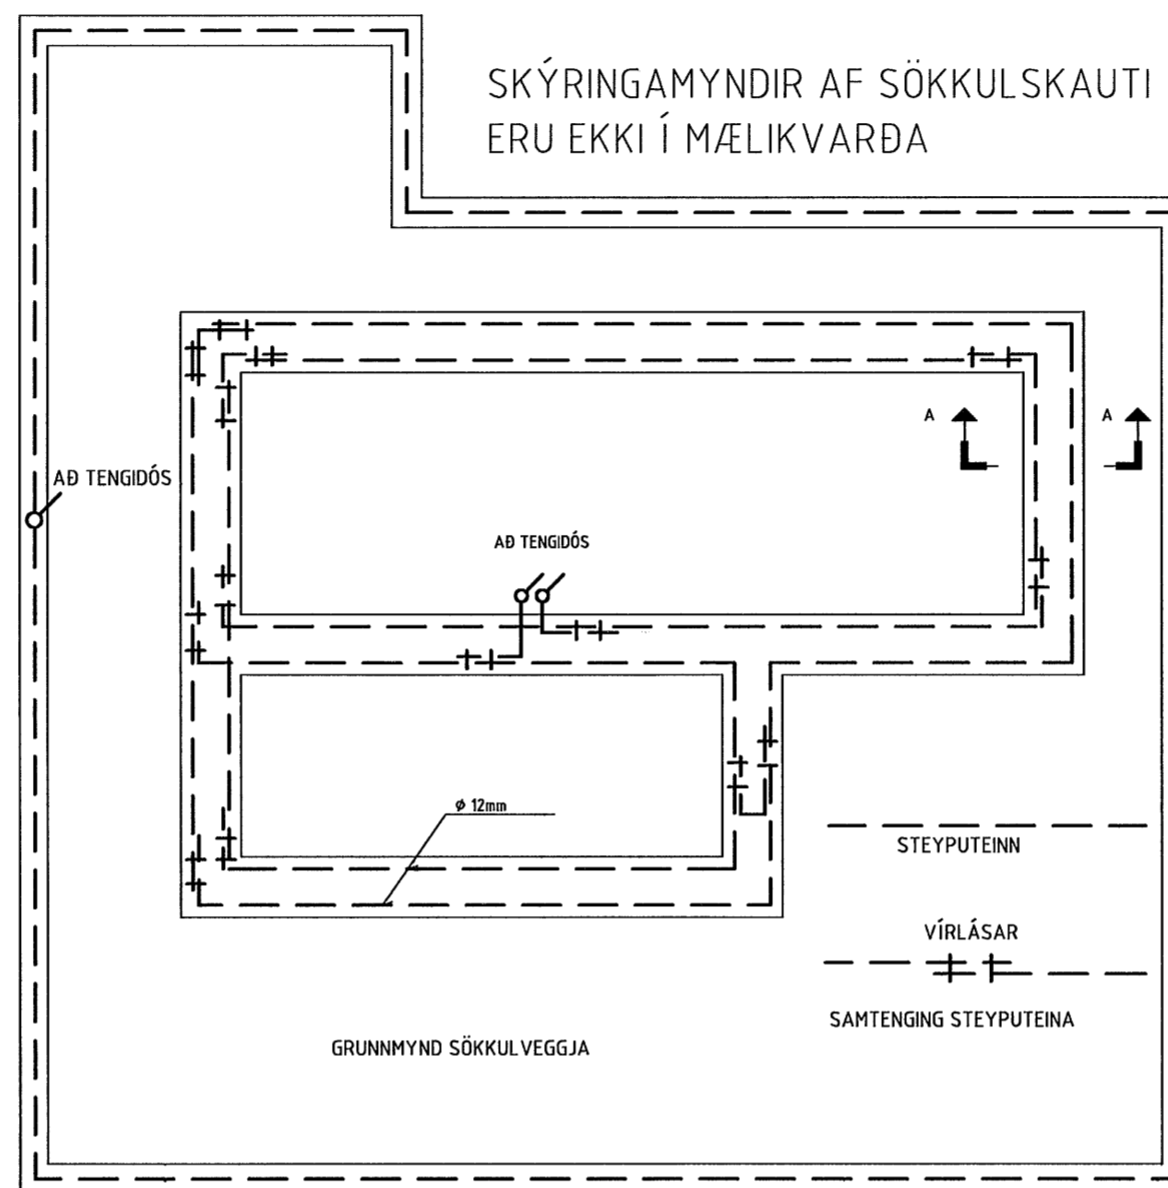 SKÝRINGAMYNDIR AF SÖKKULSKAUTI
ERU EKKI Í MÆLIKVARÐA
A
A
AÐ TENGIDÓS
AÐ TENGIDÓS
ø 12mm
STEYPUTEINN
VÍRLÁSAR
SAMTENGING STEYPUTEINA
GRUNNMYND SÖKKULVEGGJA